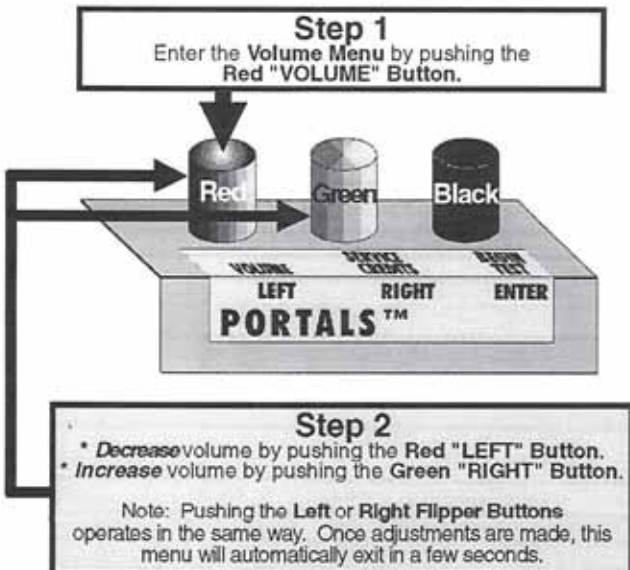 Step 1
Enter the Volume Menu by pushing the
Red "VOLUME" Button.
Red Green Black
VOLUME SERVICE CREDITS BEGIN TEST
LEFT RIGHT ENTER
PORTALS™
Step 2
* Decrease volume by pushing the Red "LEFT" Button.
* Increase volume by pushing the Green "RIGHT" Button.
Note: Pushing the Left or Right Flipper Buttons
operates in the same way. Once adjustments are made, this
menu will automatically exit in a few seconds.